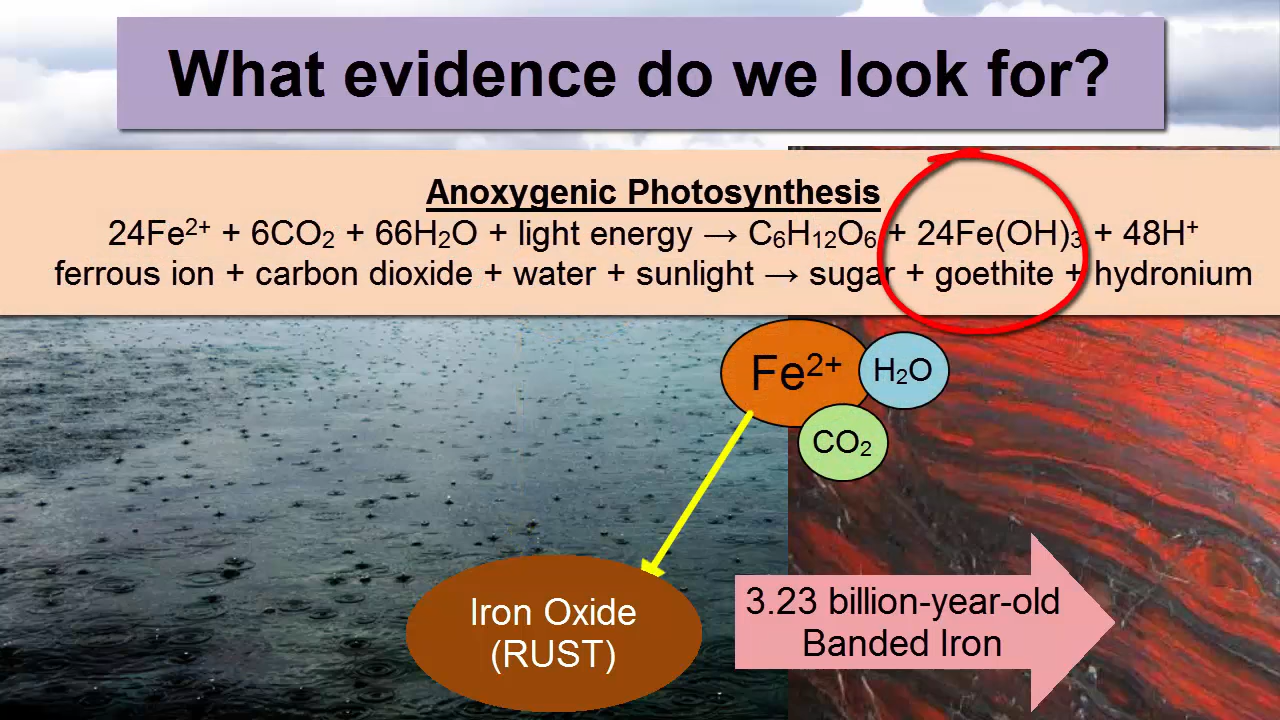 What evidence do we look for?
Anoxygenic Photosynthesis
24Fe²⁺ + 6CO₂ + 66H₂O + light energy → C₆H₁₂O₆ + 24Fe(OH)₃ + 48H⁺
ferrous ion + carbon dioxide + water + sunlight → sugar + goethite + hydronium
Fe²⁺
H₂O
CO₂
Iron Oxide
(RUST)
3.23 billion-year-old
Banded Iron